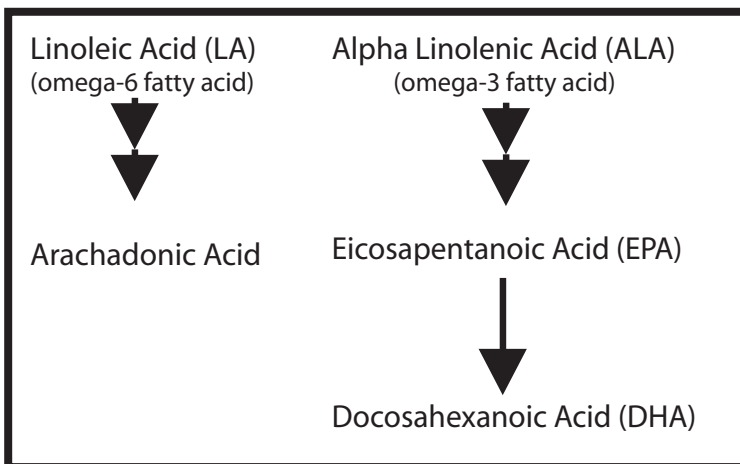 Linoleic Acid (LA)
(omega-6 fatty acid)
Arachadonic Acid
Alpha Linolenic Acid (ALA)
(omega-3 fatty acid)
Eicosapentanoic Acid (EPA)
Docosahexanoic Acid (DHA)